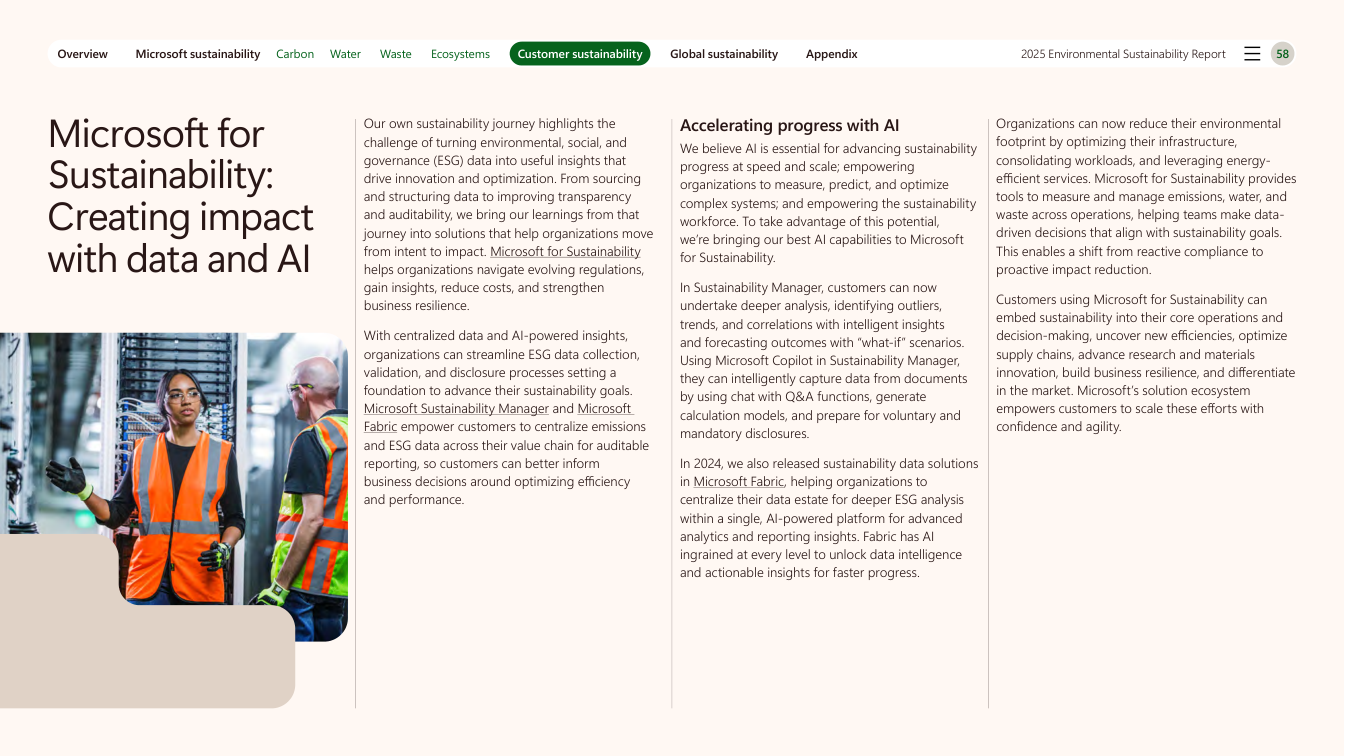 Overview Microsoft sustainability Carbon Water Waste Ecosystems Customer sustainability Global sustainability Appendix 2025 Environmental Sustainability Report 58
Microsoft for
Sustainability:
Creating impact
with data and AI
Our own sustainability journey highlights the
challenge of turning environmental, social, and
governance (ESG) data into useful insights that
drive innovation and optimization. From sourcing
and structuring data to improving transparency
and auditability, we bring our learnings from that
journey into solutions that help organizations move
from intent to impact. Microsoft for Sustainability
helps organizations navigate evolving regulations,
gain insights, reduce costs, and strengthen
business resilience.
With centralized data and AI-powered insights,
organizations can streamline ESG data collection,
validation, and disclosure processes setting a
foundation to advance their sustainability goals.
Microsoft Sustainability Manager and Microsoft
Fabric empower customers to centralize emissions
and ESG data across their value chain for auditable
reporting, so customers can better inform
business decisions around optimizing efficiency
and performance.
Accelerating progress with AI
We believe AI is essential for advancing sustainability
progress at speed and scale; empowering
organizations to measure, predict, and optimize
complex systems; and empowering the sustainability
workforce. To take advantage of this potential,
we’re bringing our best AI capabilities to Microsoft
for Sustainability.
In Sustainability Manager, customers can now
undertake deeper analysis, identifying outliers,
trends, and correlations with intelligent insights
and forecasting outcomes with “what-if” scenarios.
Using Microsoft Copilot in Sustainability Manager,
they can intelligently capture data from documents
by using chat with Q&A functions, generate
calculation models, and prepare for voluntary and
mandatory disclosures.
In 2024, we also released sustainability data solutions
in Microsoft Fabric, helping organizations to
centralize their data estate for deeper ESG analysis
within a single, AI-powered platform for advanced
analytics and reporting insights. Fabric has AI
ingrained at every level to unlock data intelligence
and actionable insights for faster progress.
Organizations can now reduce their environmental
footprint by optimizing their infrastructure,
consolidating workloads, and leveraging energy-
efficient services. Microsoft for Sustainability provides
tools to measure and manage emissions, water, and
waste across operations, helping teams make data-
driven decisions that align with sustainability goals.
This enables a shift from reactive compliance to
proactive impact reduction.
Customers using Microsoft for Sustainability can
embed sustainability into their core operations and
decision-making, uncover new efficiencies, optimize
supply chains, advance research and materials
innovation, build business resilience, and differentiate
in the market. Microsoft’s solution ecosystem
empowers customers to scale these efforts with
confidence and agility.